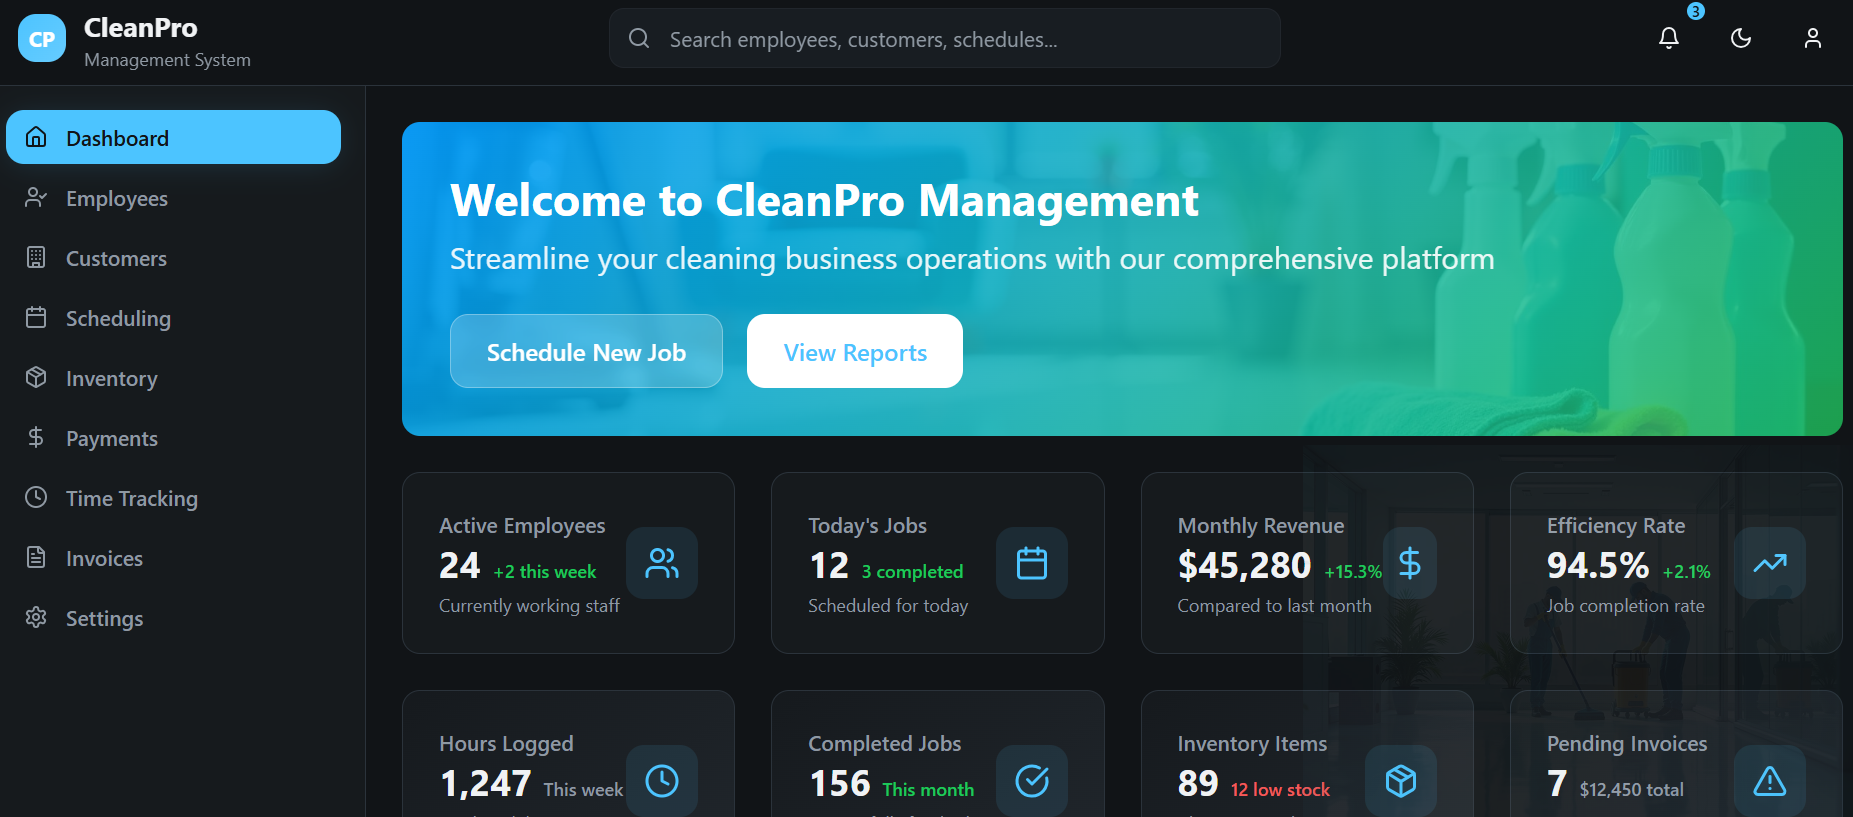 CP
CleanPro
Management System
Search employees, customers, schedules...
3
Dashboard
Employees
Customers
Scheduling
Inventory
Payments
Time Tracking
Invoices
Settings
Welcome to CleanPro Management
Streamline your cleaning business operations with our comprehensive platform
Schedule New Job
View Reports
Active Employees
24 +2 this week
Currently working staff
Today's Jobs
12 3 completed
Scheduled for today
Monthly Revenue
$45,280 +15.3%
Compared to last month
Efficiency Rate
94.5% +2.1%
Job completion rate
Hours Logged
1,247 This week
Completed Jobs
156 This month
Inventory Items
89 12 low stock
Pending Invoices
7 $12,450 total